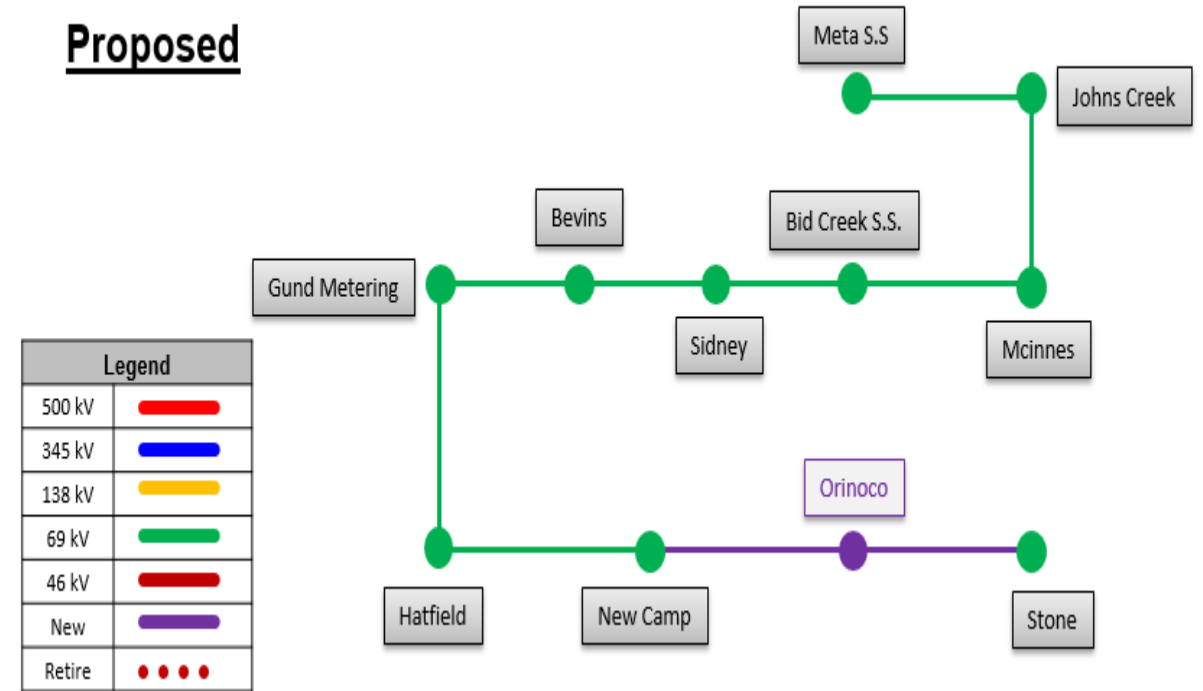 Proposed
Meta S.S
Johns Creek
Bevins
Bid Creek S.S.
Gund Metering
Sidney
Mcinnes
Legend
500 kV
345 kV
138 kV
69 kV
46 kV
New
Retire
Orinoco
Hatfield
New Camp
Stone